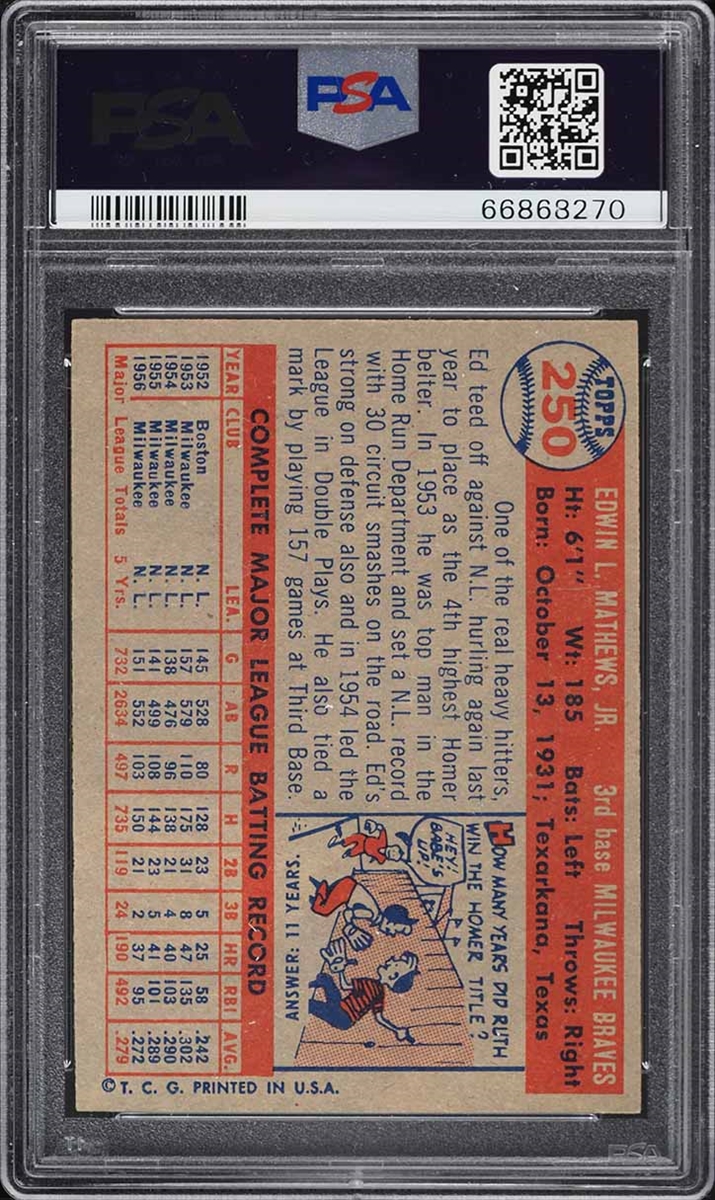 PSA
PSA
66868270
TOPPS
250
EDWIN L. MATHEWS, JR. 3rd base MILWAUKEE BRAVES
Ht: 6'1" Wt: 185 Bats: Left Throws: Right
Born: October 13, 1931; Texarkana, Texas
One of the real heavy hitters,
Ed teed off against N.L. hurling again last
year to place as the 4th highest Homer
belter. In 1953 he was top man in the
Home Run Department and set a N.L. record
with 30 circuit smashes on the road. Ed's
strong on defense also and in 1954 led the
League in Double Plays. He also tied a
mark by playing 157 games at Third Base.
HOW MANY YEARS DID RUTH
WIN THE HOMER TITLE?
HEY!
BABE'S
UP!
ANSWER: 11 YEARS.
COMPLETE MAJOR LEAGUE BATTING RECORD
YEAR CLUB LEA. G AB R H 2B 3B HR RBI AVG.
1952 Boston N. L. 145 528 80 128 23 5 25 58 .242
1953 Milwaukee N. L. 157 579 110 175 31 8 47 135 .302
1954 Milwaukee N. L. 138 476 96 138 21 4 40 103 .290
1955 Milwaukee N. L. 141 499 108 144 23 5 41 101 .289
1956 Milwaukee N. L. 151 552 103 150 21 2 37 95 .272
Major League Totals 5 Yrs. 732 2634 497 735 119 24 190 492 .279
© T. C. G. PRINTED IN U.S.A.
PSA